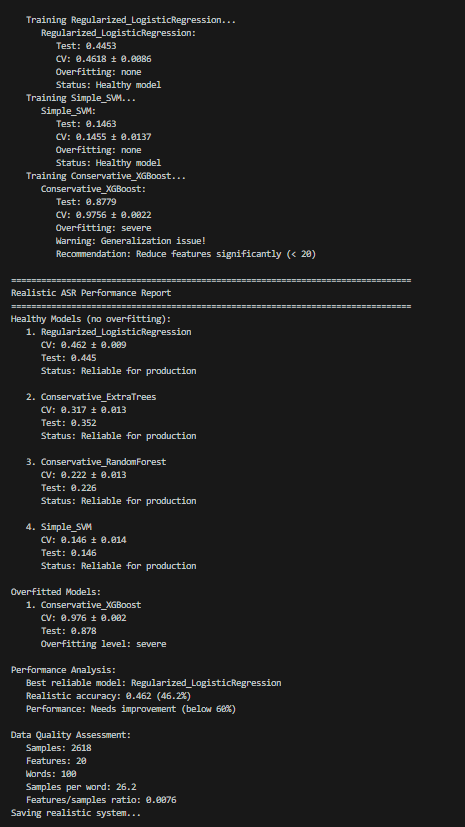 Training Regularized_LogisticRegression...
Regularized_LogisticRegression:
Test: 0.4453
CV: 0.4618 ± 0.0086
Overfitting: none
Status: Healthy model
Training Simple_SVM...
Simple_SVM:
Test: 0.1463
CV: 0.1455 ± 0.0137
Overfitting: none
Status: Healthy model
Training Conservative_XGBoost...
Conservative_XGBoost:
Test: 0.8779
CV: 0.9756 ± 0.0022
Overfitting: severe
Warning: Generalization issue!
Recommendation: Reduce features significantly (< 20)
================================================================================
Realistic ASR Performance Report
================================================================================
Healthy Models (no overfitting):
1. Regularized_LogisticRegression
CV: 0.462 ± 0.009
Test: 0.445
Status: Reliable for production
2. Conservative_ExtraTrees
CV: 0.317 ± 0.013
Test: 0.352
Status: Reliable for production
3. Conservative_RandomForest
CV: 0.222 ± 0.013
Test: 0.226
Status: Reliable for production
4. Simple_SVM
CV: 0.146 ± 0.014
Test: 0.146
Status: Reliable for production
Overfitted Models:
1. Conservative_XGBoost
CV: 0.976 ± 0.002
Test: 0.878
Overfitting level: severe
Performance Analysis:
Best reliable model: Regularized_LogisticRegression
Realistic accuracy: 0.462 (46.2%)
Performance: Needs improvement (below 60%)
Data Quality Assessment:
Samples: 2618
Features: 20
Words: 100
Samples per word: 26.2
Features/samples ratio: 0.0076
Saving realistic system...